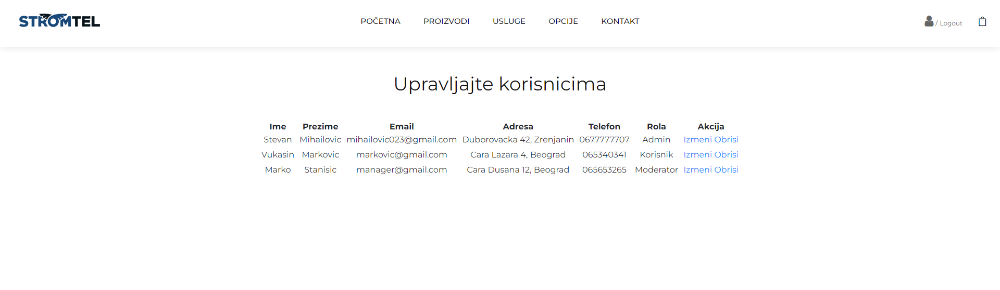 STROMTEL
POČETNA PROIZVODI USLUGE OPCIJE KONTAKT
/ Logout
Upravljajte korisnicima
Ime Prezime Email Adresa Telefon Rola Akcija
Stevan Mihailovic mihailovic023@gmail.com Duborovacka 42, Zrenjanin 0677777707 Admin Izmeni Obrisi
Vukasin Markovic markovic@gmail.com Cara Lazara 4, Beograd 065340341 Korisnik Izmeni Obrisi
Marko Stanisic manager@gmail.com Cara Dusana 12, Beograd 065653265 Moderator Izmeni Obrisi